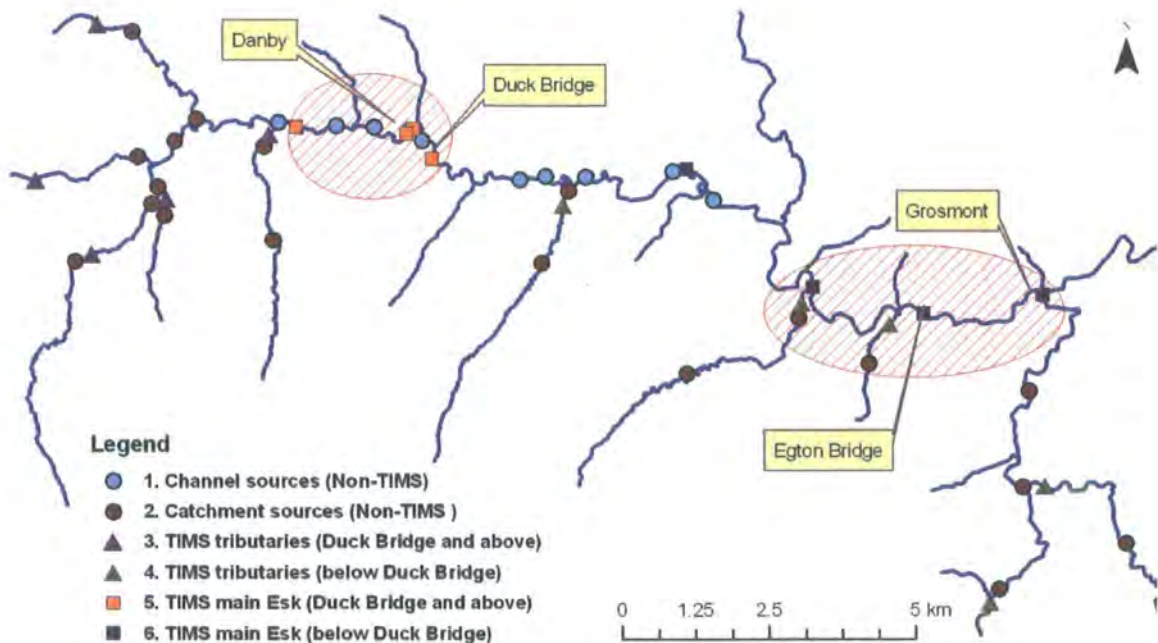 Danby
Duck Bridge
N
Grosmont
Egton Bridge
Legend
1. Channel sources (Non-TIMS)
2. Catchment sources (Non-TIMS )
3. TIMS tributaries (Duck Bridge and above)
4. TIMS tributaries (below Duck Bridge)
5. TIMS main Esk (Duck Bridge and above)
6. TIMS main Esk (below Duck Bridge)
0 1.25 2.5 5 km